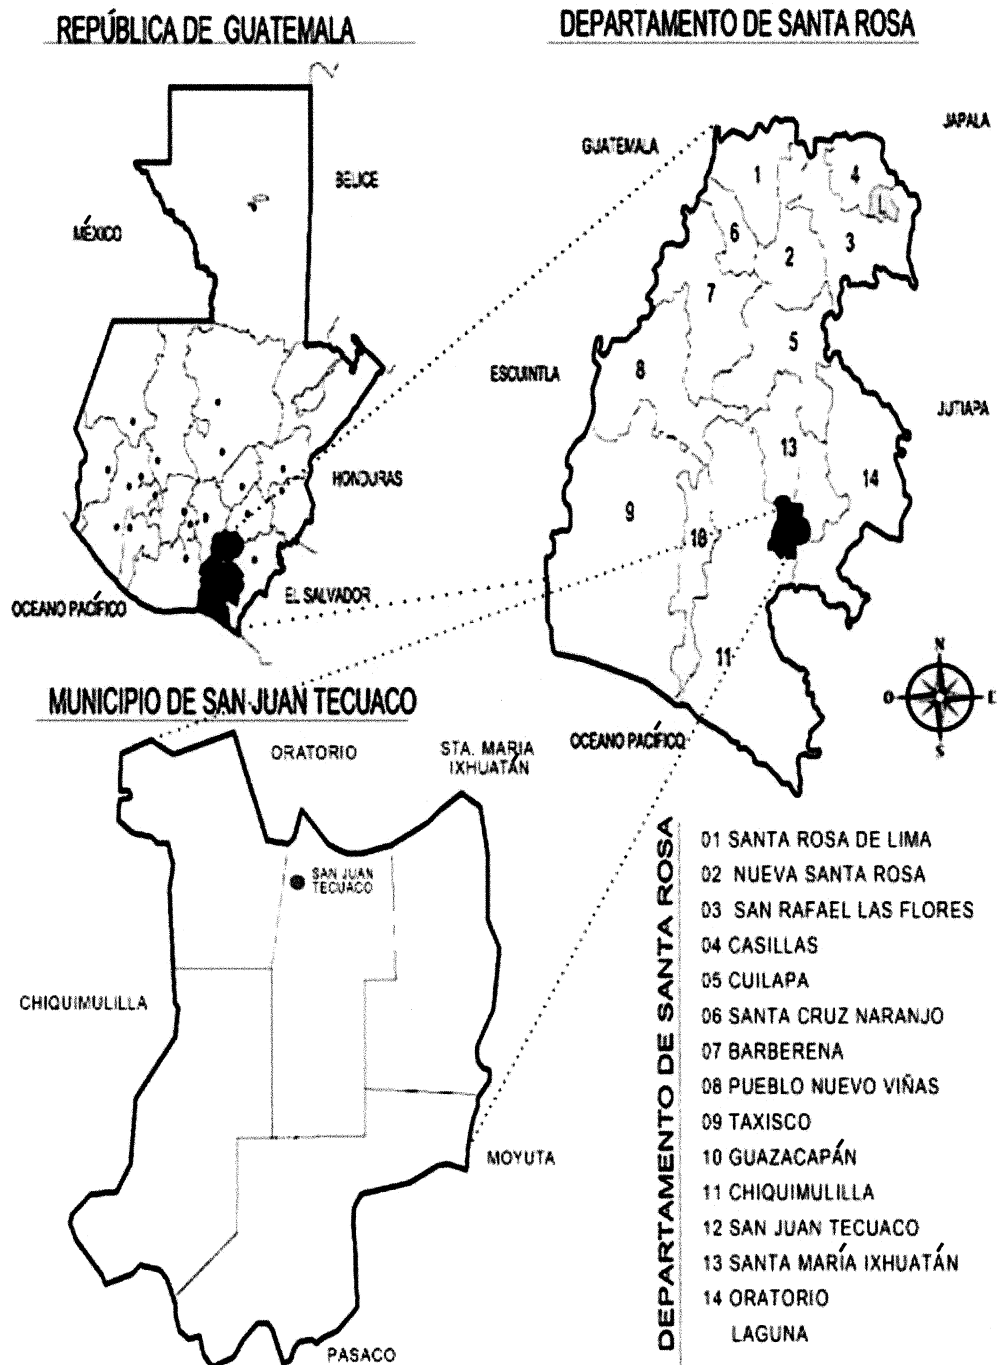 REPÚBLICA DE GUATEMALA
BELICE
MÉXICO
HONDURAS
EL SALVADOR
OCEANO PACÍFICO
DEPARTAMENTO DE SANTA ROSA
JAPALA
GUATEMALA
1
4
6
2
3
7
5
ESCUINTLA
8
JUTIAPA
13
14
9
18
11
OCEANO PACÍFICO
N
O
E
S
MUNICIPIO DE SAN JUAN TECUACO
ORATORIO
STA. MARIA
IXHUATÁN
SAN JUAN
TECUACO
CHIQUIMULILLA
MOYUTA
PASACO
DEPARTAMENTO DE SANTA ROSA
01 SANTA ROSA DE LIMA
02 NUEVA SANTA ROSA
03 SAN RAFAEL LAS FLORES
04 CASILLAS
05 CUILAPA
06 SANTA CRUZ NARANJO
07 BARBERENA
08 PUEBLO NUEVO VIÑAS
09 TAXISCO
10 GUAZACAPÁN
11 CHIQUIMULILLA
12 SAN JUAN TECUACO
13 SANTA MARÍA IXHUATÁN
14 ORATORIO
LAGUNA